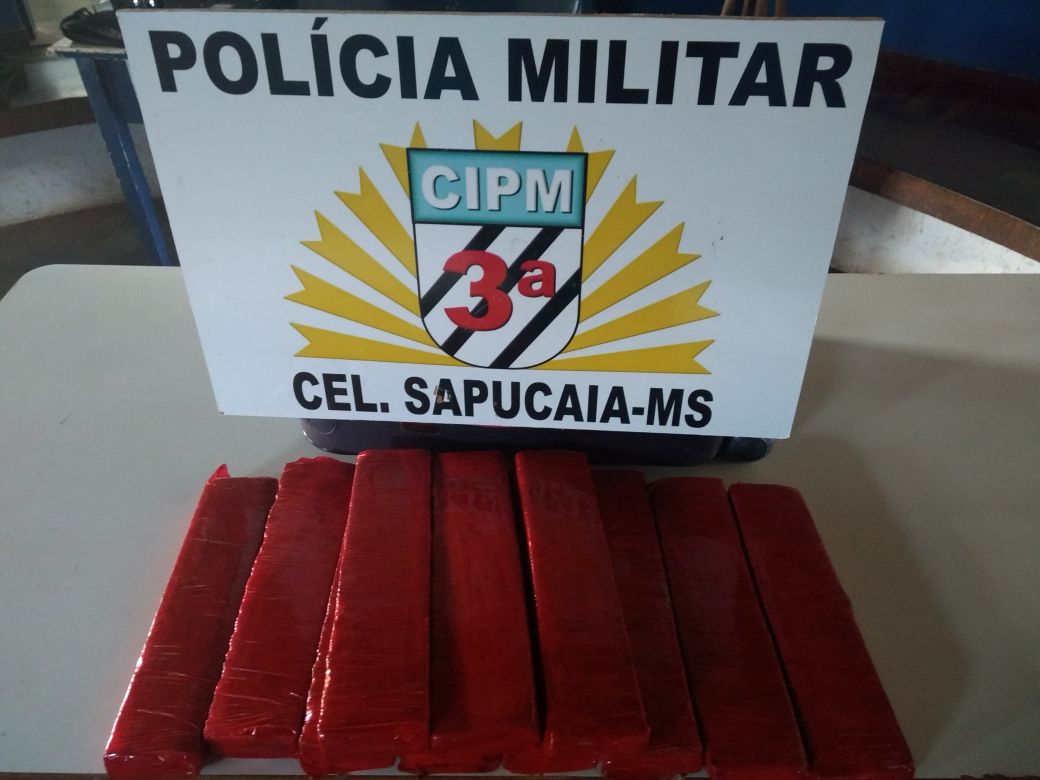 POLÍCIA MILITAR
CIPM
3ª
CEL. SAPUCAIA-MS